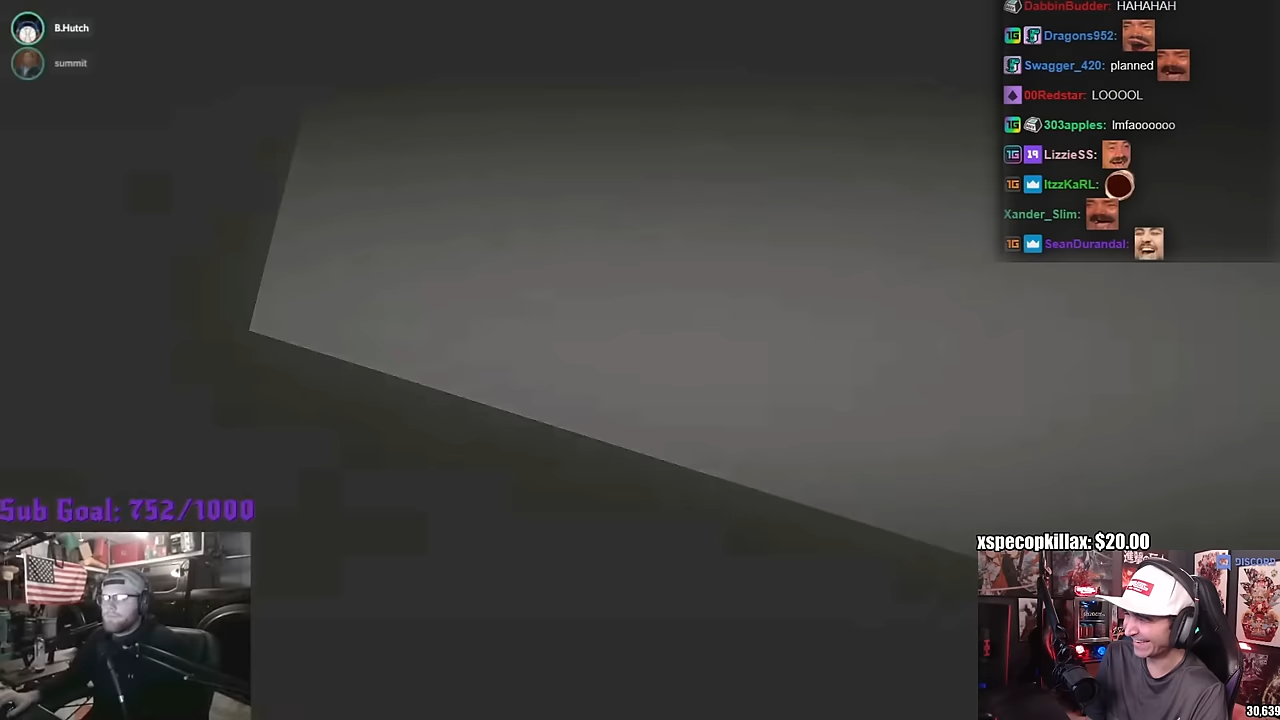 B.Hutch
summit
DabbinBudder: HAHAHAH
Dragons952:
Swagger_420: planned
00Redstar: LOOOOL
303apples: lmfaoooooo
LizzieSS:
ItzzKaRL:
Xander_Slim:
SeanDurandal:
Sub Goal: 752/1000
xspecopkillax: $20.00
DISCORD
30,639